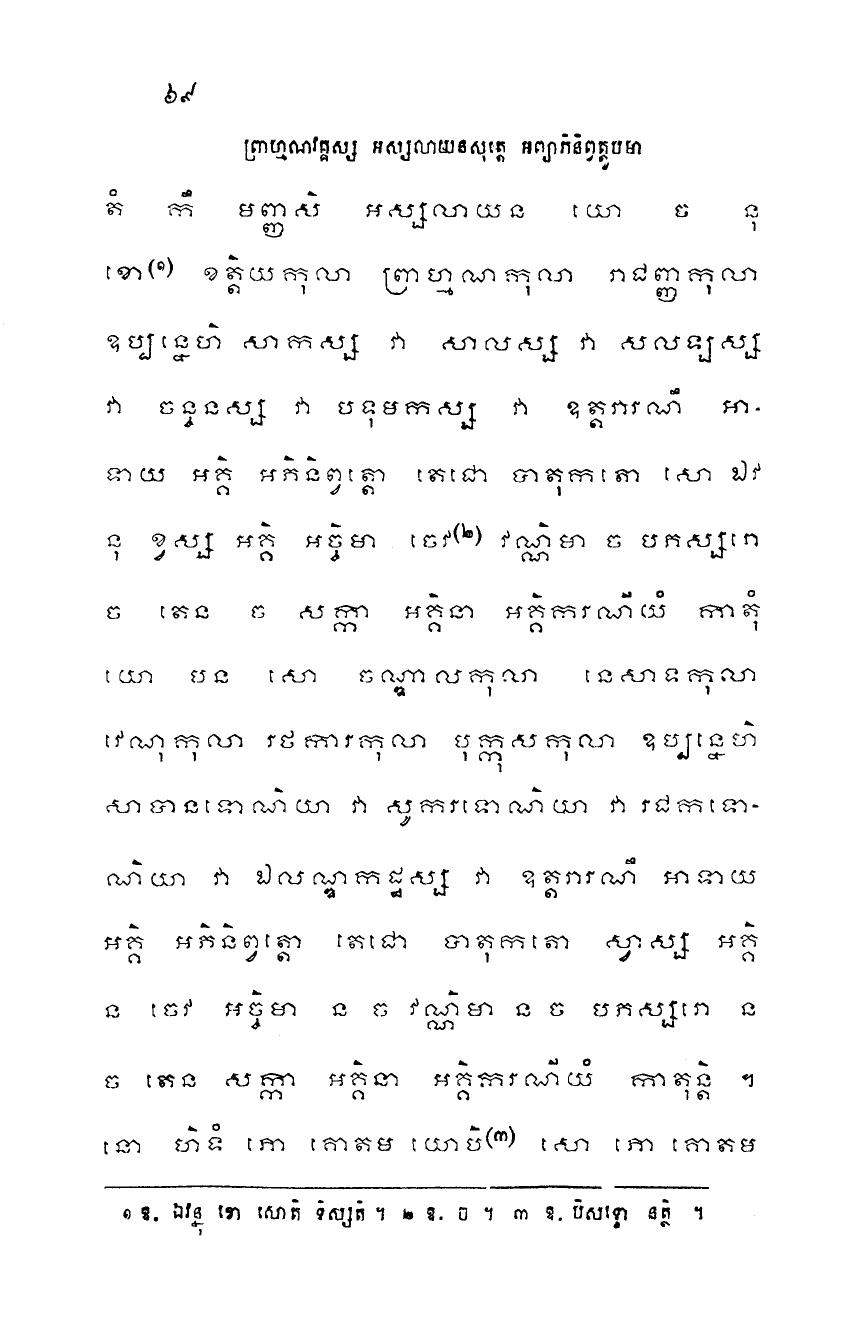 ៦៩
ព្រាហ្មណវគ្គស្ស អស្សលាយនសុត្តេ អព្យាភិនិព្វត្តូបមា
តំ កឹ មញ្ញសិ អស្សលាយន យោ ច នុ
ខោ(១) ខត្តិយកុលា ព្រាហ្មណកុលា រាជញ្ញកុលា
ឧប្បន្នេហិ សាកស្ស វា សាលស្ស វា សលឡស្ស
វា ចន្ទនស្ស វា បទុមកស្ស វា ឧត្តរារណឹ អា-
ទាយ អគ្គិ អភិនិព្វត្តោ តេជោ ធាតុកតោ សោ ឯវ
នុ ខ្វស្ស អគ្គិ អច្ចិមា ចេវ(២) វណ្ណិមា ច បភស្សរោ
ច តេន ច សក្កា អគ្គិនា អគ្គិករណីយំ កាតុំ
យោ បន សោ ចណ្ឌាលកុលា នេសាទកុលា
វេណុកុលា រថការកុលា បុក្កុសកុលា ឧប្បន្នេហិ
សាបានទោណិយា វា សូករទោណិយា វា រជកទោ-
ណិយា វា ឯលណ្ឌកដ្ឋស្ស វា ឧត្តរារណឹ អាទាយ
អគ្គិ អភិនិព្វត្តោ តេជោ ធាតុកតោ ស្វាស្ស អគ្គិ
ន ចេវ អច្ចិមា ន ច វណ្ណិមា ន ច បភស្សរោ ន
ច តេន សក្កា អគ្គិនា អគ្គិករណីយំ កាតុន្តិ ។
នោ ហិទំ ភោ គោតម យោបិ(៣) សោ ភោ គោតម
១ ឱ. ឯវន្នុ ខោ សោតិ ទិស្សតិ ។ ២ ឱ. ច ។ ៣ ឱ. បិសទ្ទោ នត្ថិ ។